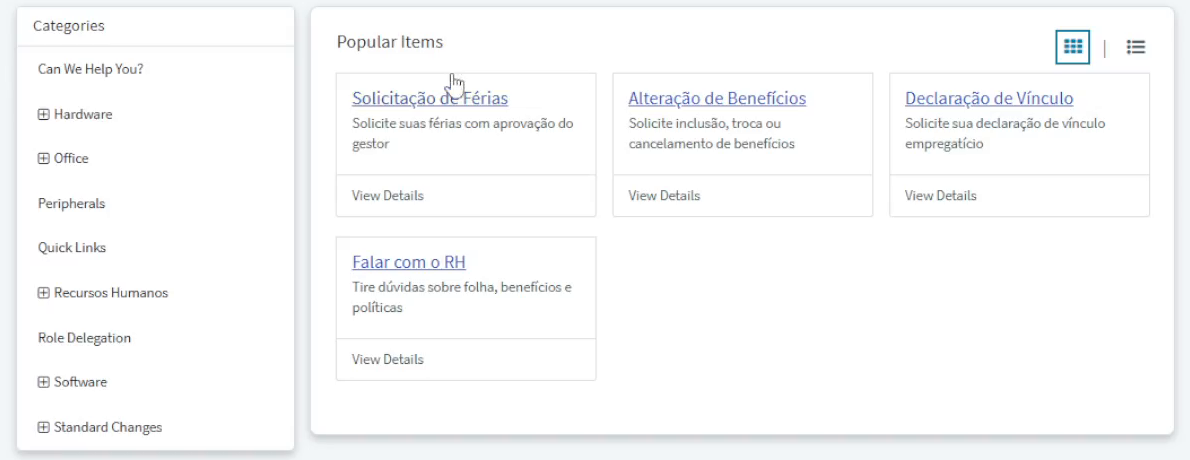 Categories
Can We Help You?
Hardware
Office
Peripherals
Quick Links
Recursos Humanos
Role Delegation
Software
Standard Changes
Popular Items
Solicitação de Férias
Solicite suas férias com aprovação do
gestor
View Details
Alteração de Benefícios
Solicite inclusão, troca ou
cancelamento de benefícios
View Details
Declaração de Vínculo
Solicite sua declaração de vínculo
empregatício
View Details
Falar com o RH
Tire dúvidas sobre folha, benefícios e
políticas
View Details